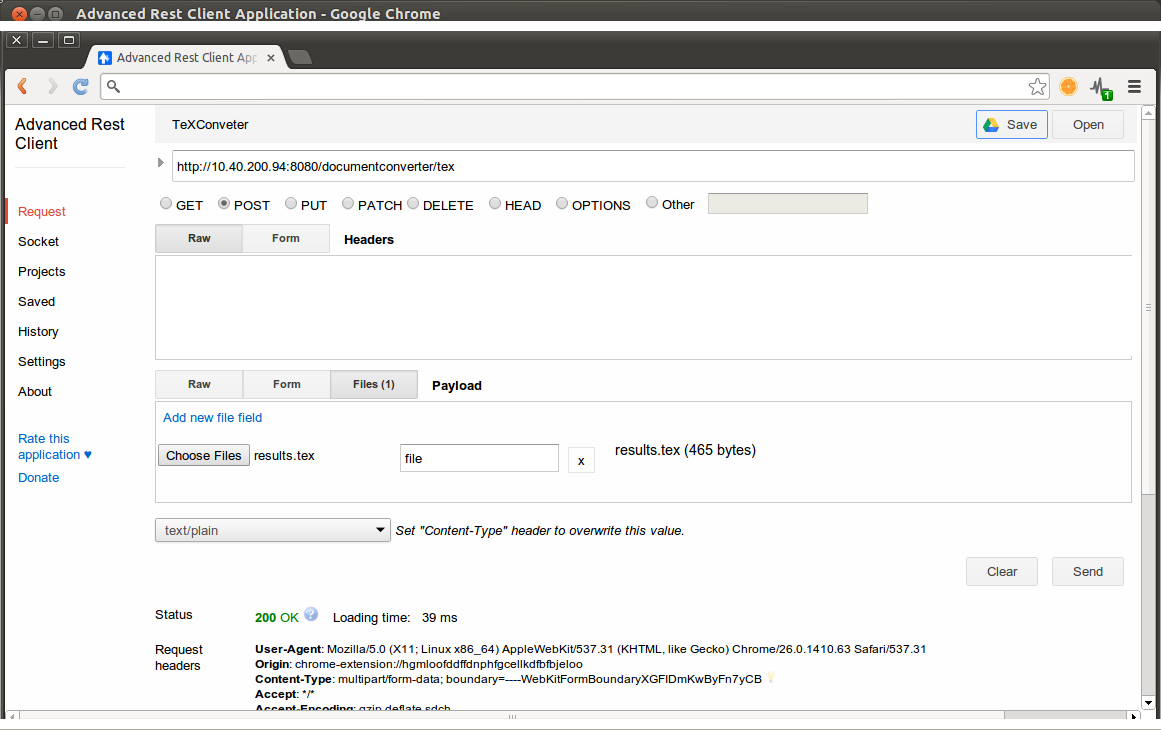 Advanced Rest Client Application - Google Chrome
Advanced Rest Client App
1
Advanced Rest
Client
TeXConveter
Save
Open
http://10.40.200.94:8080/documentconverter/tex
GET POST PUT PATCH DELETE HEAD OPTIONS Other
Raw Form Headers
Request
Socket
Projects
Saved
History
Settings
About
Rate this
application ♥
Donate
Raw Form Files (1) Payload
Add new file field
Choose Files results.tex file x results.tex (465 bytes)
text/plain Set "Content-Type" header to overwrite this value.
Clear Send
Status 200 OK ? Loading time: 39 ms
Request
headers
User-Agent: Mozilla/5.0 (X11; Linux x86_64) AppleWebKit/537.31 (KHTML, like Gecko) Chrome/26.0.1410.63 Safari/537.31
Origin: chrome-extension://hgmloofddffdnphfgcellkdfbfbjeloo
Content-Type: multipart/form-data; boundary=----WebKitFormBoundaryXGFIDmKwByFn7yCB
Accept: */*
Accept-Encoding: gzip,deflate,sdch